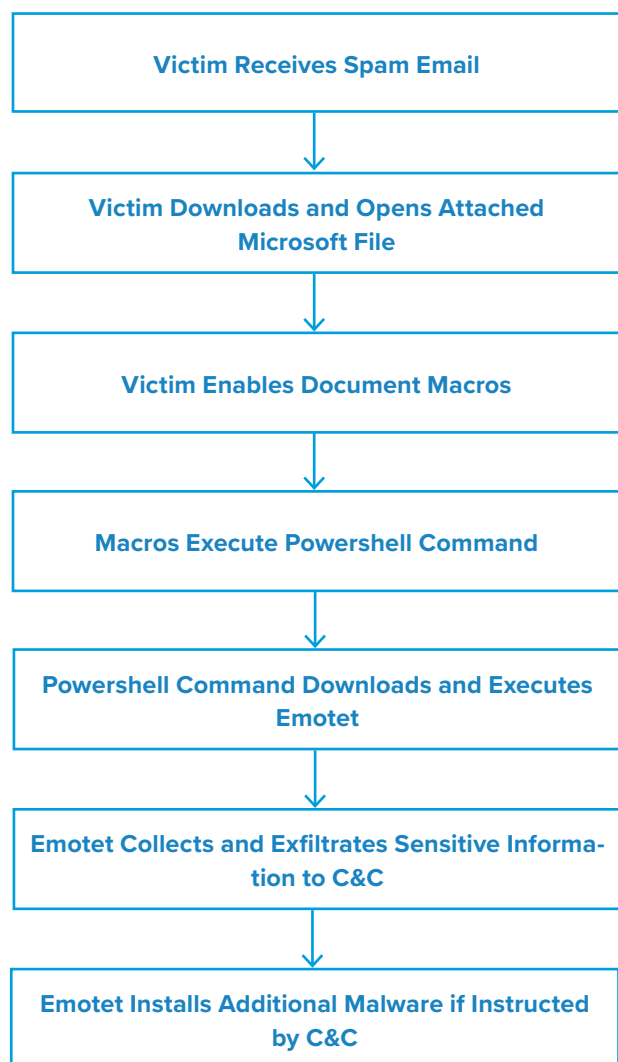 Victim Receives Spam Email
Victim Downloads and Opens Attached
Microsoft File
Victim Enables Document Macros
Macros Execute Powershell Command
Powershell Command Downloads and Executes
Emotet
Emotet Collects and Exfiltrates Sensitive Informa-
tion to C&C
Emotet Installs Additional Malware if Instructed
by C&C